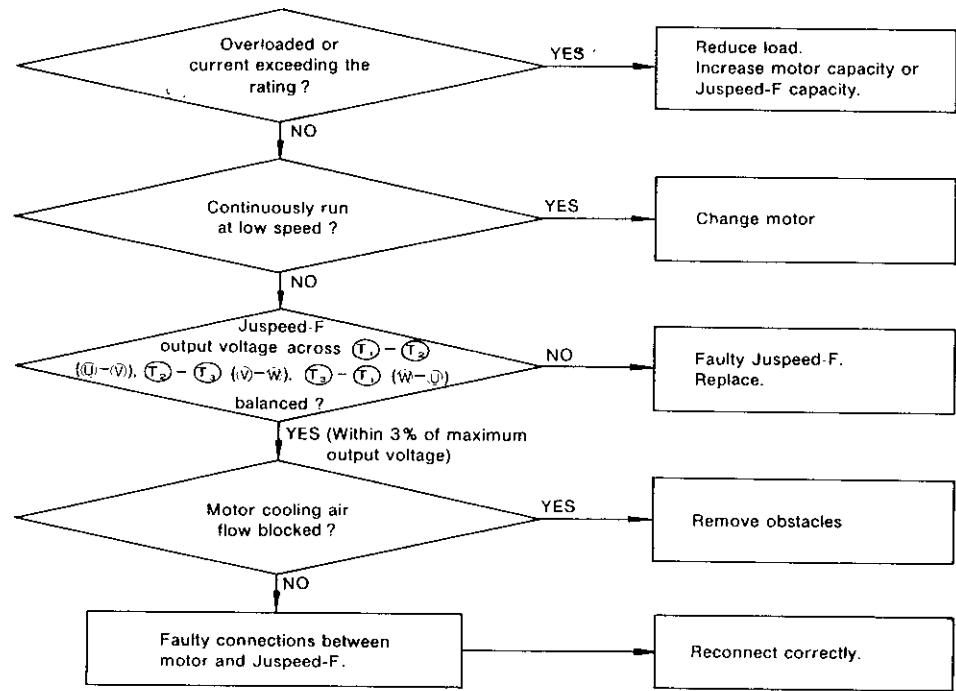 Overloaded or
current exceeding the
rating ?
YES
Reduce load.
Increase motor capacity or
Juspeed-F capacity.
NO
Continuously run
at low speed ?
YES
Change motor
NO
Juspeed-F
output voltage across Ⓣ₁ – Ⓣ₂
(Ⓤ–Ⓥ), Ⓣ₂ – Ⓣ₃ (Ⓥ–Ⓦ), Ⓣ₃ – Ⓣ₁ (Ⓦ–Ⓤ)
balanced ?
NO
Faulty Juspeed-F.
Replace.
YES (Within 3% of maximum
output voltage)
Motor cooling air
flow blocked ?
YES
Remove obstacles
NO
Faulty connections between
motor and Juspeed-F.
Reconnect correctly.